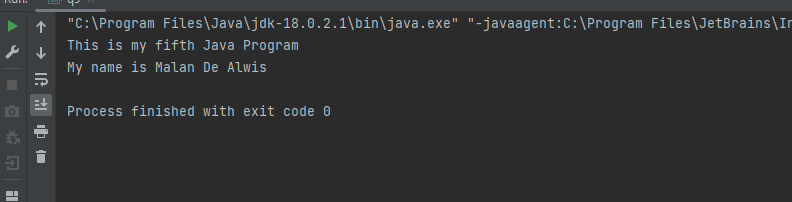 Run:
"C:\Program Files\Java\jdk-18.0.2.1\bin\java.exe" "-javaagent:C:\Program Files\JetBrains\In
This is my fifth Java Program
My name is Malan De Alwis
Process finished with exit code 0